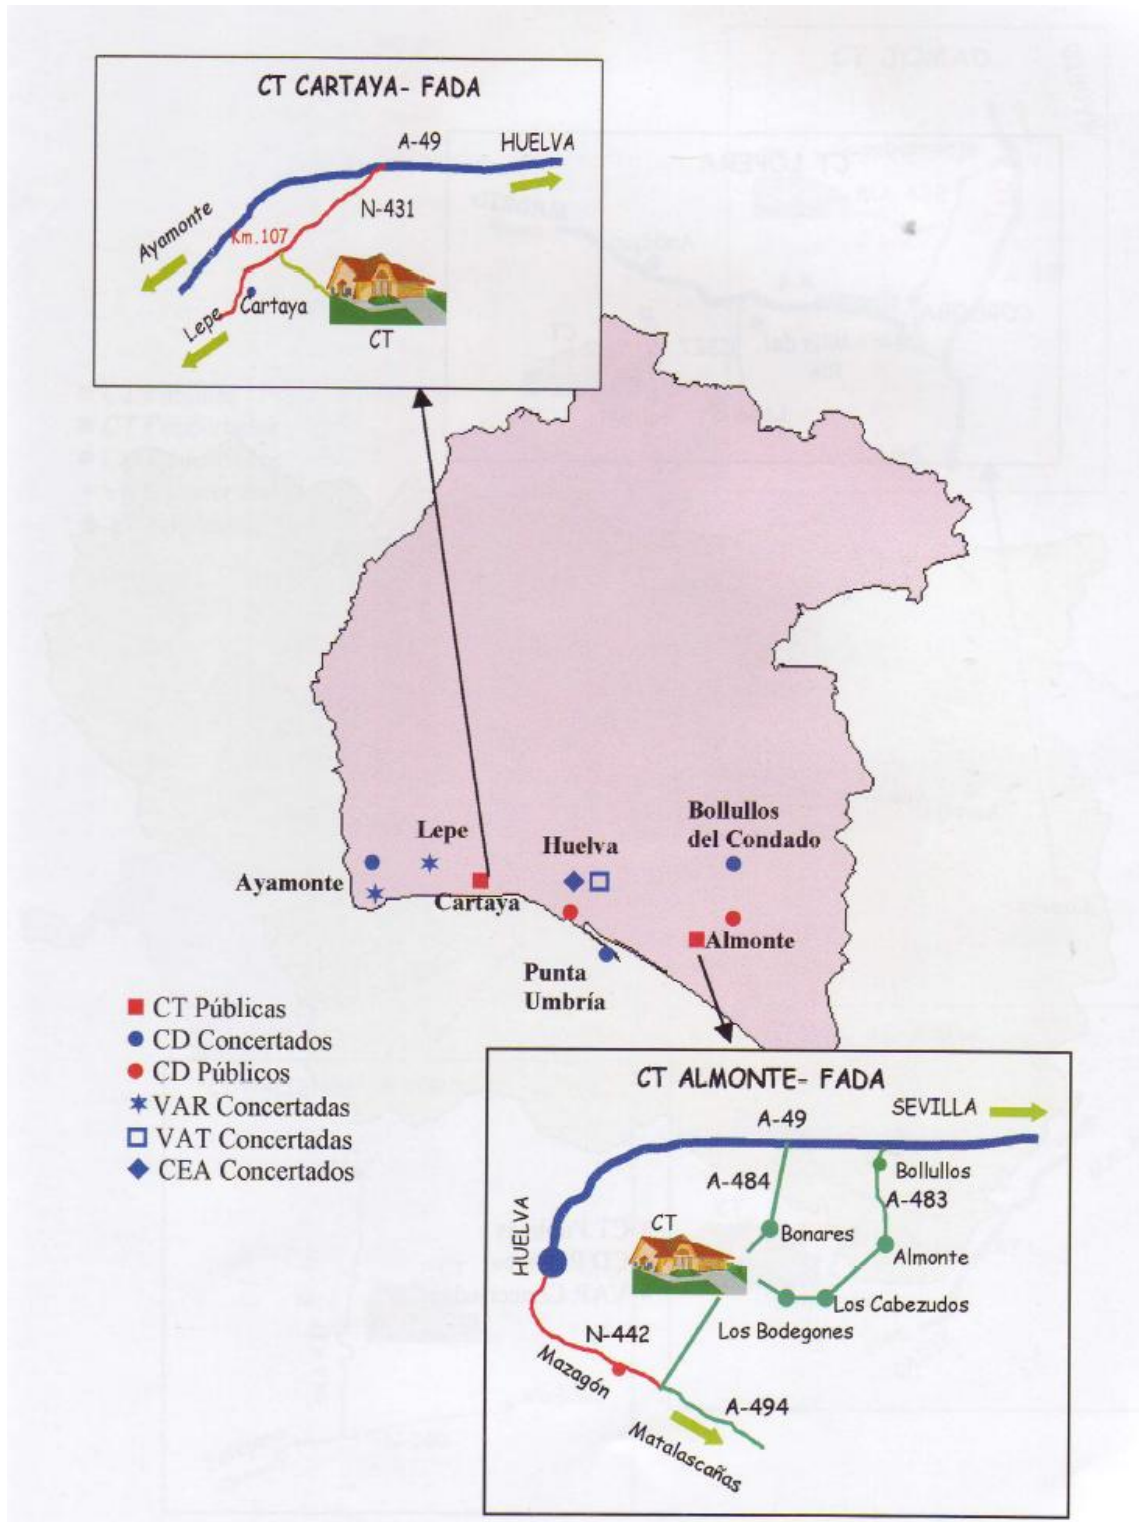 CT CARTAYA- FADA
A-49
HUELVA
N-431
Ayamonte
Km.107
Cartaya
Lepe
CT
Lepe
Huelva
Bollullos
del Condado
Ayamonte
Cartaya
Almonte
Punta
Umbría
CT Públicas
CD Concertados
CD Públicos
VAR Concertadas
VAT Concertadas
CEA Concertados
CT ALMONTE- FADA
SEVILLA
A-49
Bollullos
A-484
A-483
HUELVA
CT
Bonares
Almonte
Los Cabezudos
Los Bodegones
N-442
Mazagón
A-494
Matalascañas